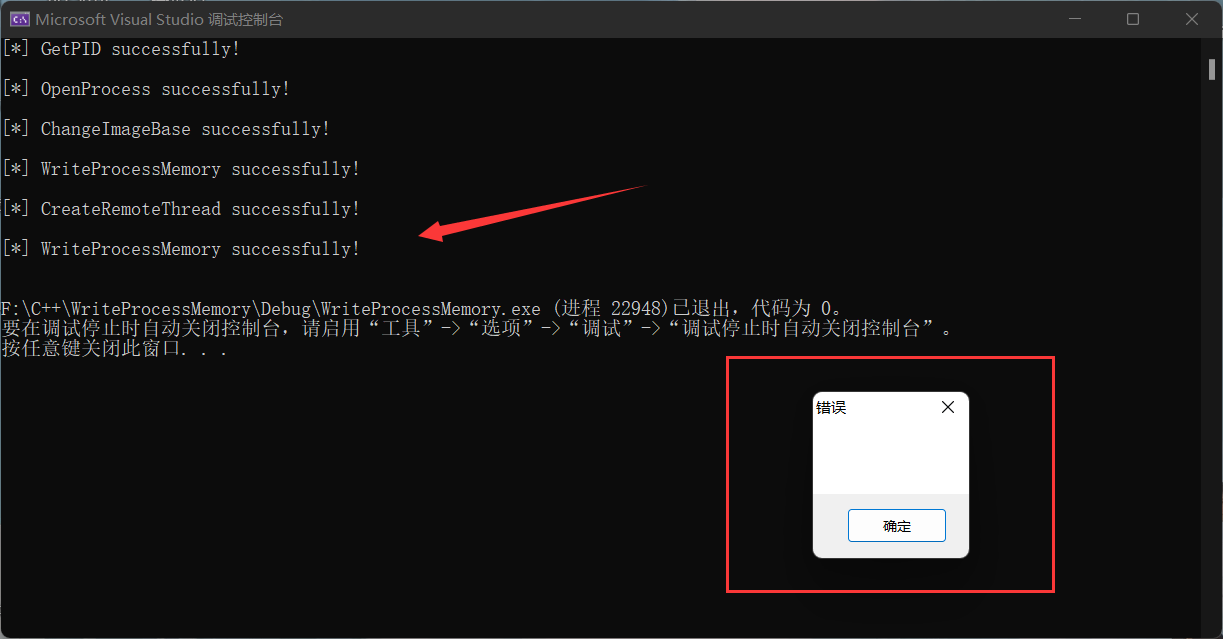 Microsoft Visual Studio 调试控制台
[*] GetPID successfully!
[*] OpenProcess successfully!
[*] ChangeImageBase successfully!
[*] WriteProcessMemory successfully!
[*] CreateRemoteThread successfully!
[*] WriteProcessMemory successfully!
F:\C++\WriteProcessMemory\Debug\WriteProcessMemory.exe (进程 22948)已退出，代码为 0。
要在调试停止时自动关闭控制台，请启用“工具”->“选项”->“调试”->“调试停止时自动关闭控制台”。
按任意键关闭此窗口. . .
错误
确定